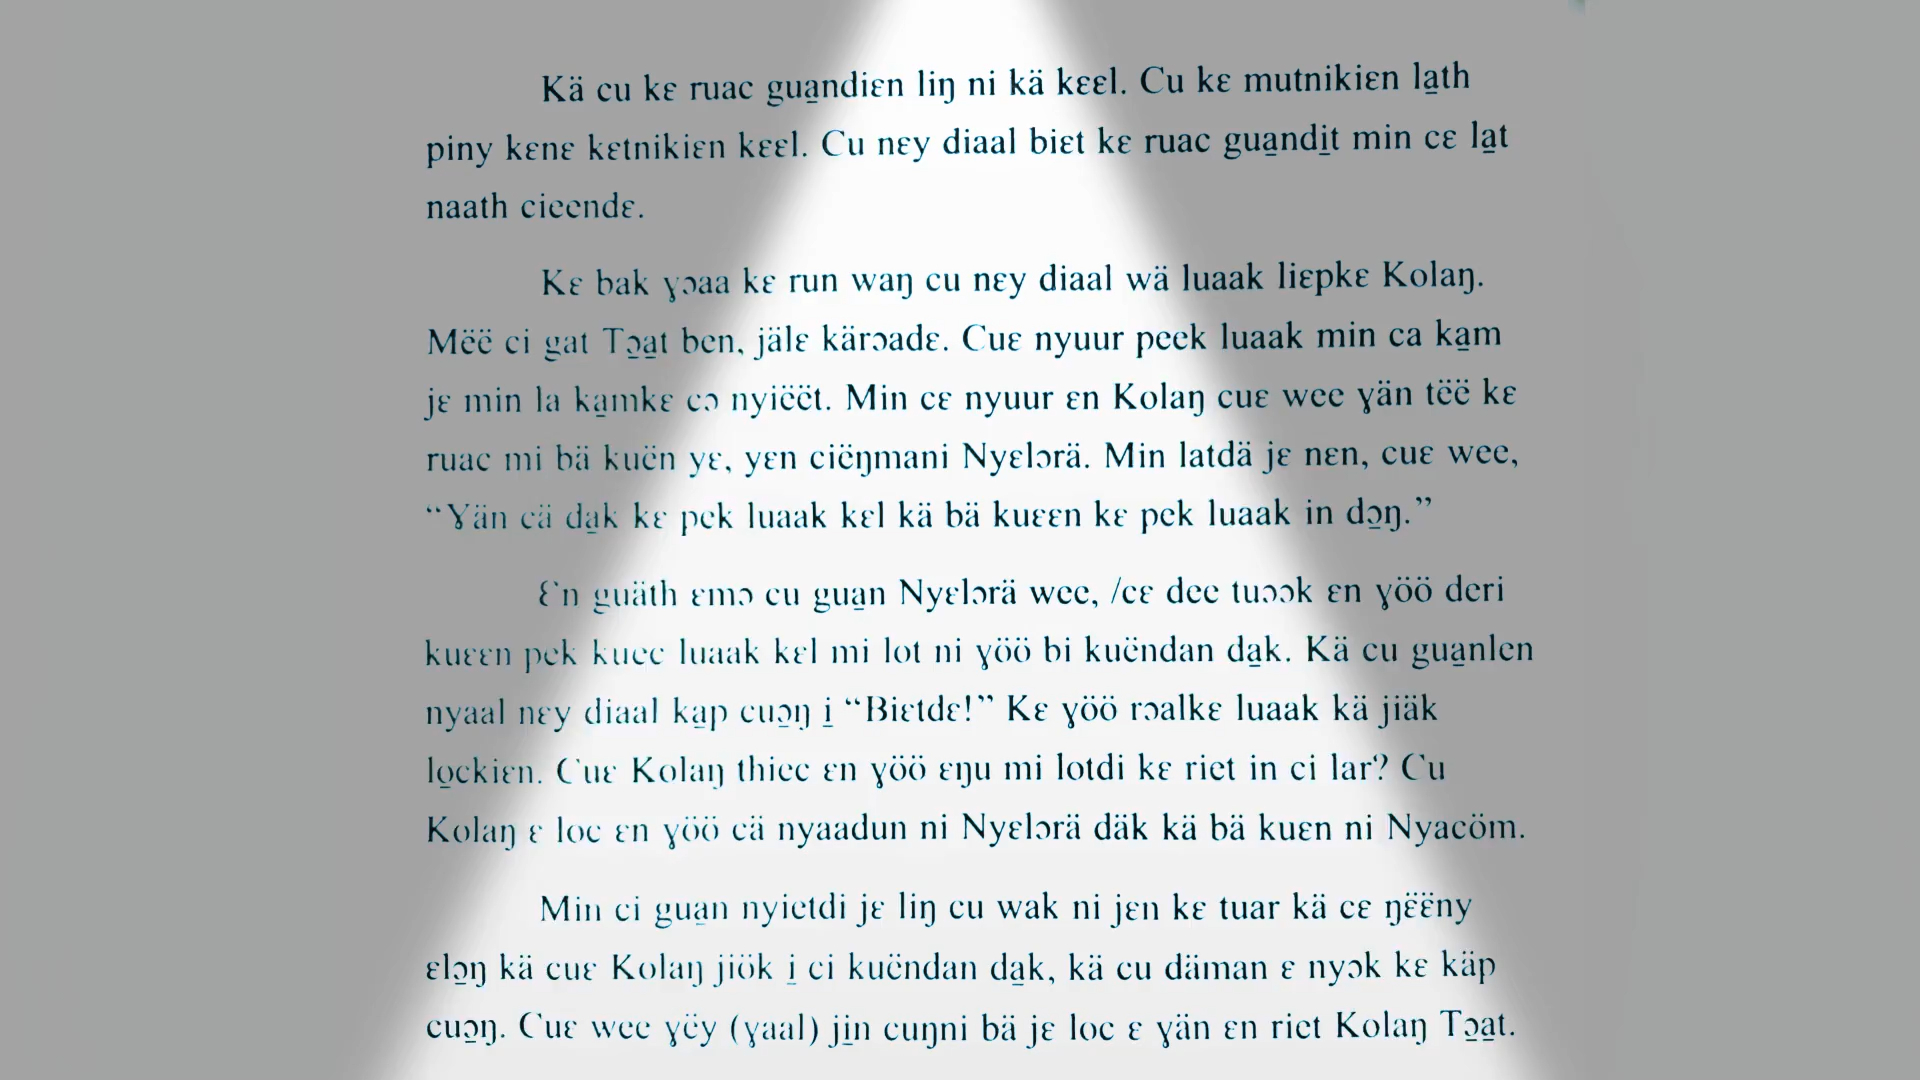 Kä cu kɛ ruac gua̱ndiɛn liŋ ni kä kɛɛl. Cu kɛ mutnikiɛn la̱th
piny kɛnɛ kɛtnikiɛn kɛɛl. Cu nɛy diaal biɛt kɛ ruac gua̱ndi̱t min cɛ la̱t
naath cieendɛ.
Kɛ bak ɣɔaa kɛ run waŋ cu nɛy diaal wä luaak liɛpkɛ Kolaŋ.
Mëë ci gat Tɔ̱a̱t ben, jälɛ kärɔadɛ. Cuɛ nyuur peek luaak min ca ka̱m
jɛ min la ka̱mkɛ cɔ nyiëët. Min cɛ nyuur ɛn Kolaŋ cuɛ wee ɣän tëë kɛ
ruac mi bä kuën yɛ, yɛn ciëŋmani Nyɛlɔrä. Min latdä jɛ nɛn, cuɛ wee,
“Ɣän cä da̱k kɛ pek luaak kɛl kä bä kuɛɛn kɛ pek luaak in dɔ̱ŋ.”
Ɛn guäth ɛmɔ cu gua̱n Nyɛlɔrä wee, /cɛ dee tuɔɔk ɛn ɣöö deri
kuɛɛn pek kuec luaak kɛl mi lot ni ɣöö bi kuëndan da̱k. Kä cu gua̱nlen
nyaal nɛy diaal ka̱p cuɔ̱ŋ i̱ “Biɛtdɛ!” Kɛ ɣöö rɔalkɛ luaak kä jiäk
lo̱ckiɛn. Cuɛ Kolaŋ thiec ɛn ɣöö ɛŋu mi lotdi kɛ riet in ci lar? Cu
Kolaŋ ɛ loc ɛn ɣöö cä nyaadun ni Nyɛlɔrä däk kä bä kuɛn ni Nyacöm.
Min ci gua̱n nyietdi jɛ liŋ cu wak ni jɛn kɛ tuar kä cɛ ŋɛ̈ɛ̈ny
ɛlɔ̱ŋ kä cuɛ Kolaŋ jiök i̱ ci kuëndan da̱k, kä cu däman ɛ nyɔk kɛ käp
cuɔ̱ŋ. Cuɛ wee ɣëy (ɣaal) ji̱n cuŋni bä jɛ loc ɛ ɣän ɛn riet Kolaŋ Tɔ̱a̱t.